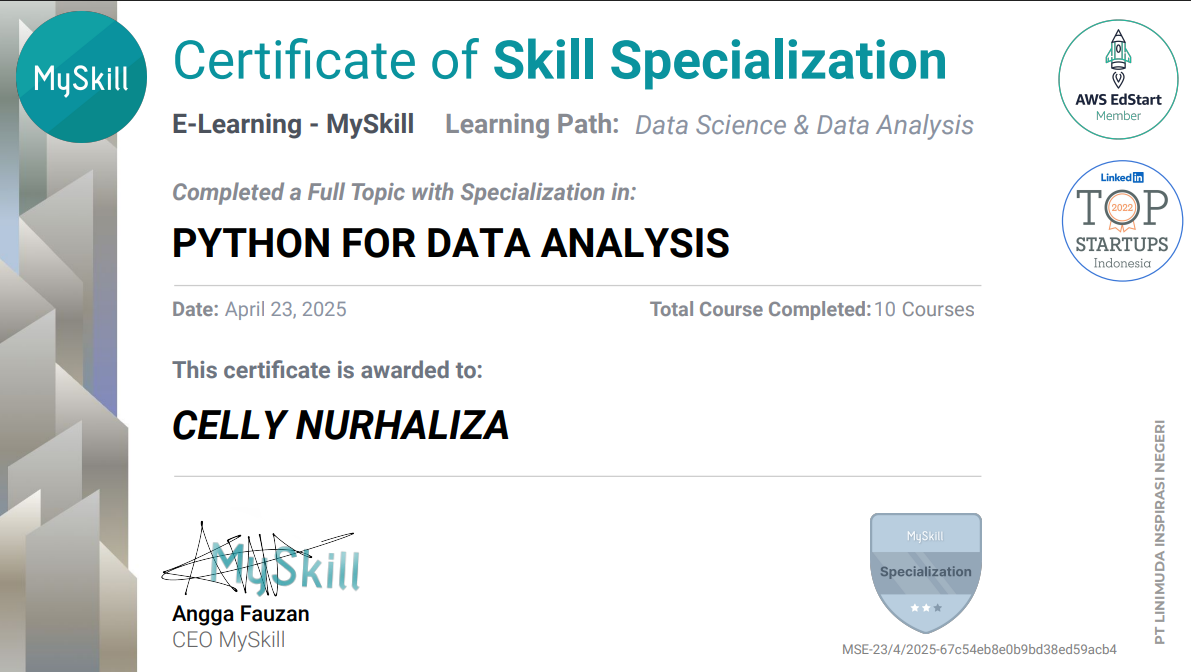 MySkill
Certificate of Skill Specialization
E-Learning - MySkill Learning Path: Data Science & Data Analysis
Completed a Full Topic with Specialization in:
PYTHON FOR DATA ANALYSIS
Date: April 23, 2025 Total Course Completed: 10 Courses
This certificate is awarded to:
CELLY NURHALIZA
MySkill
Angga Fauzan
CEO MySkill
AWS EdStart
Member
LinkedIn
TOP
2022
STARTUPS
Indonesia
PT LINIMUDA INSPIRASI NEGERI
MySkill
Specialization
MSE-23/4/2025-67c54eb8e0b9bd38ed59acb4